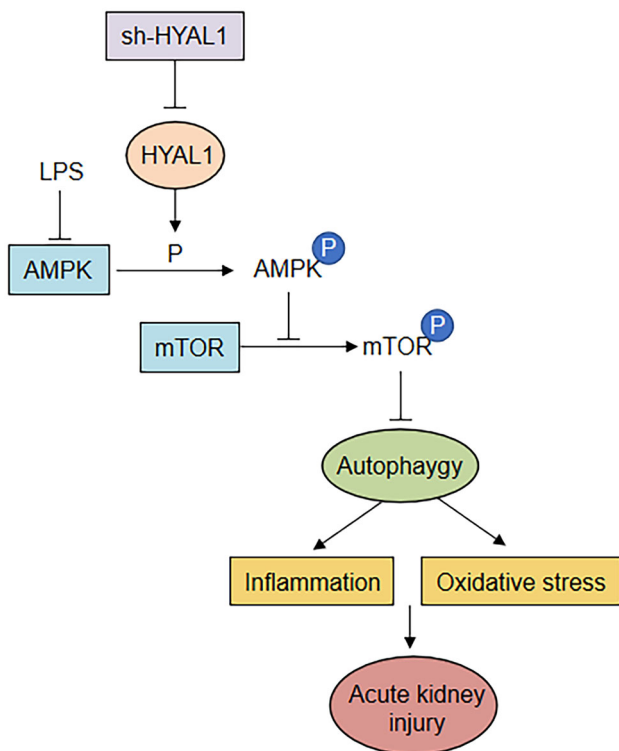 sh-HYAL1
HYAL1
LPS
P
AMPK
AMPK P
mTOR
mTOR P
Autophaygy
Inflammation
Oxidative stress
Acute kidney
injury